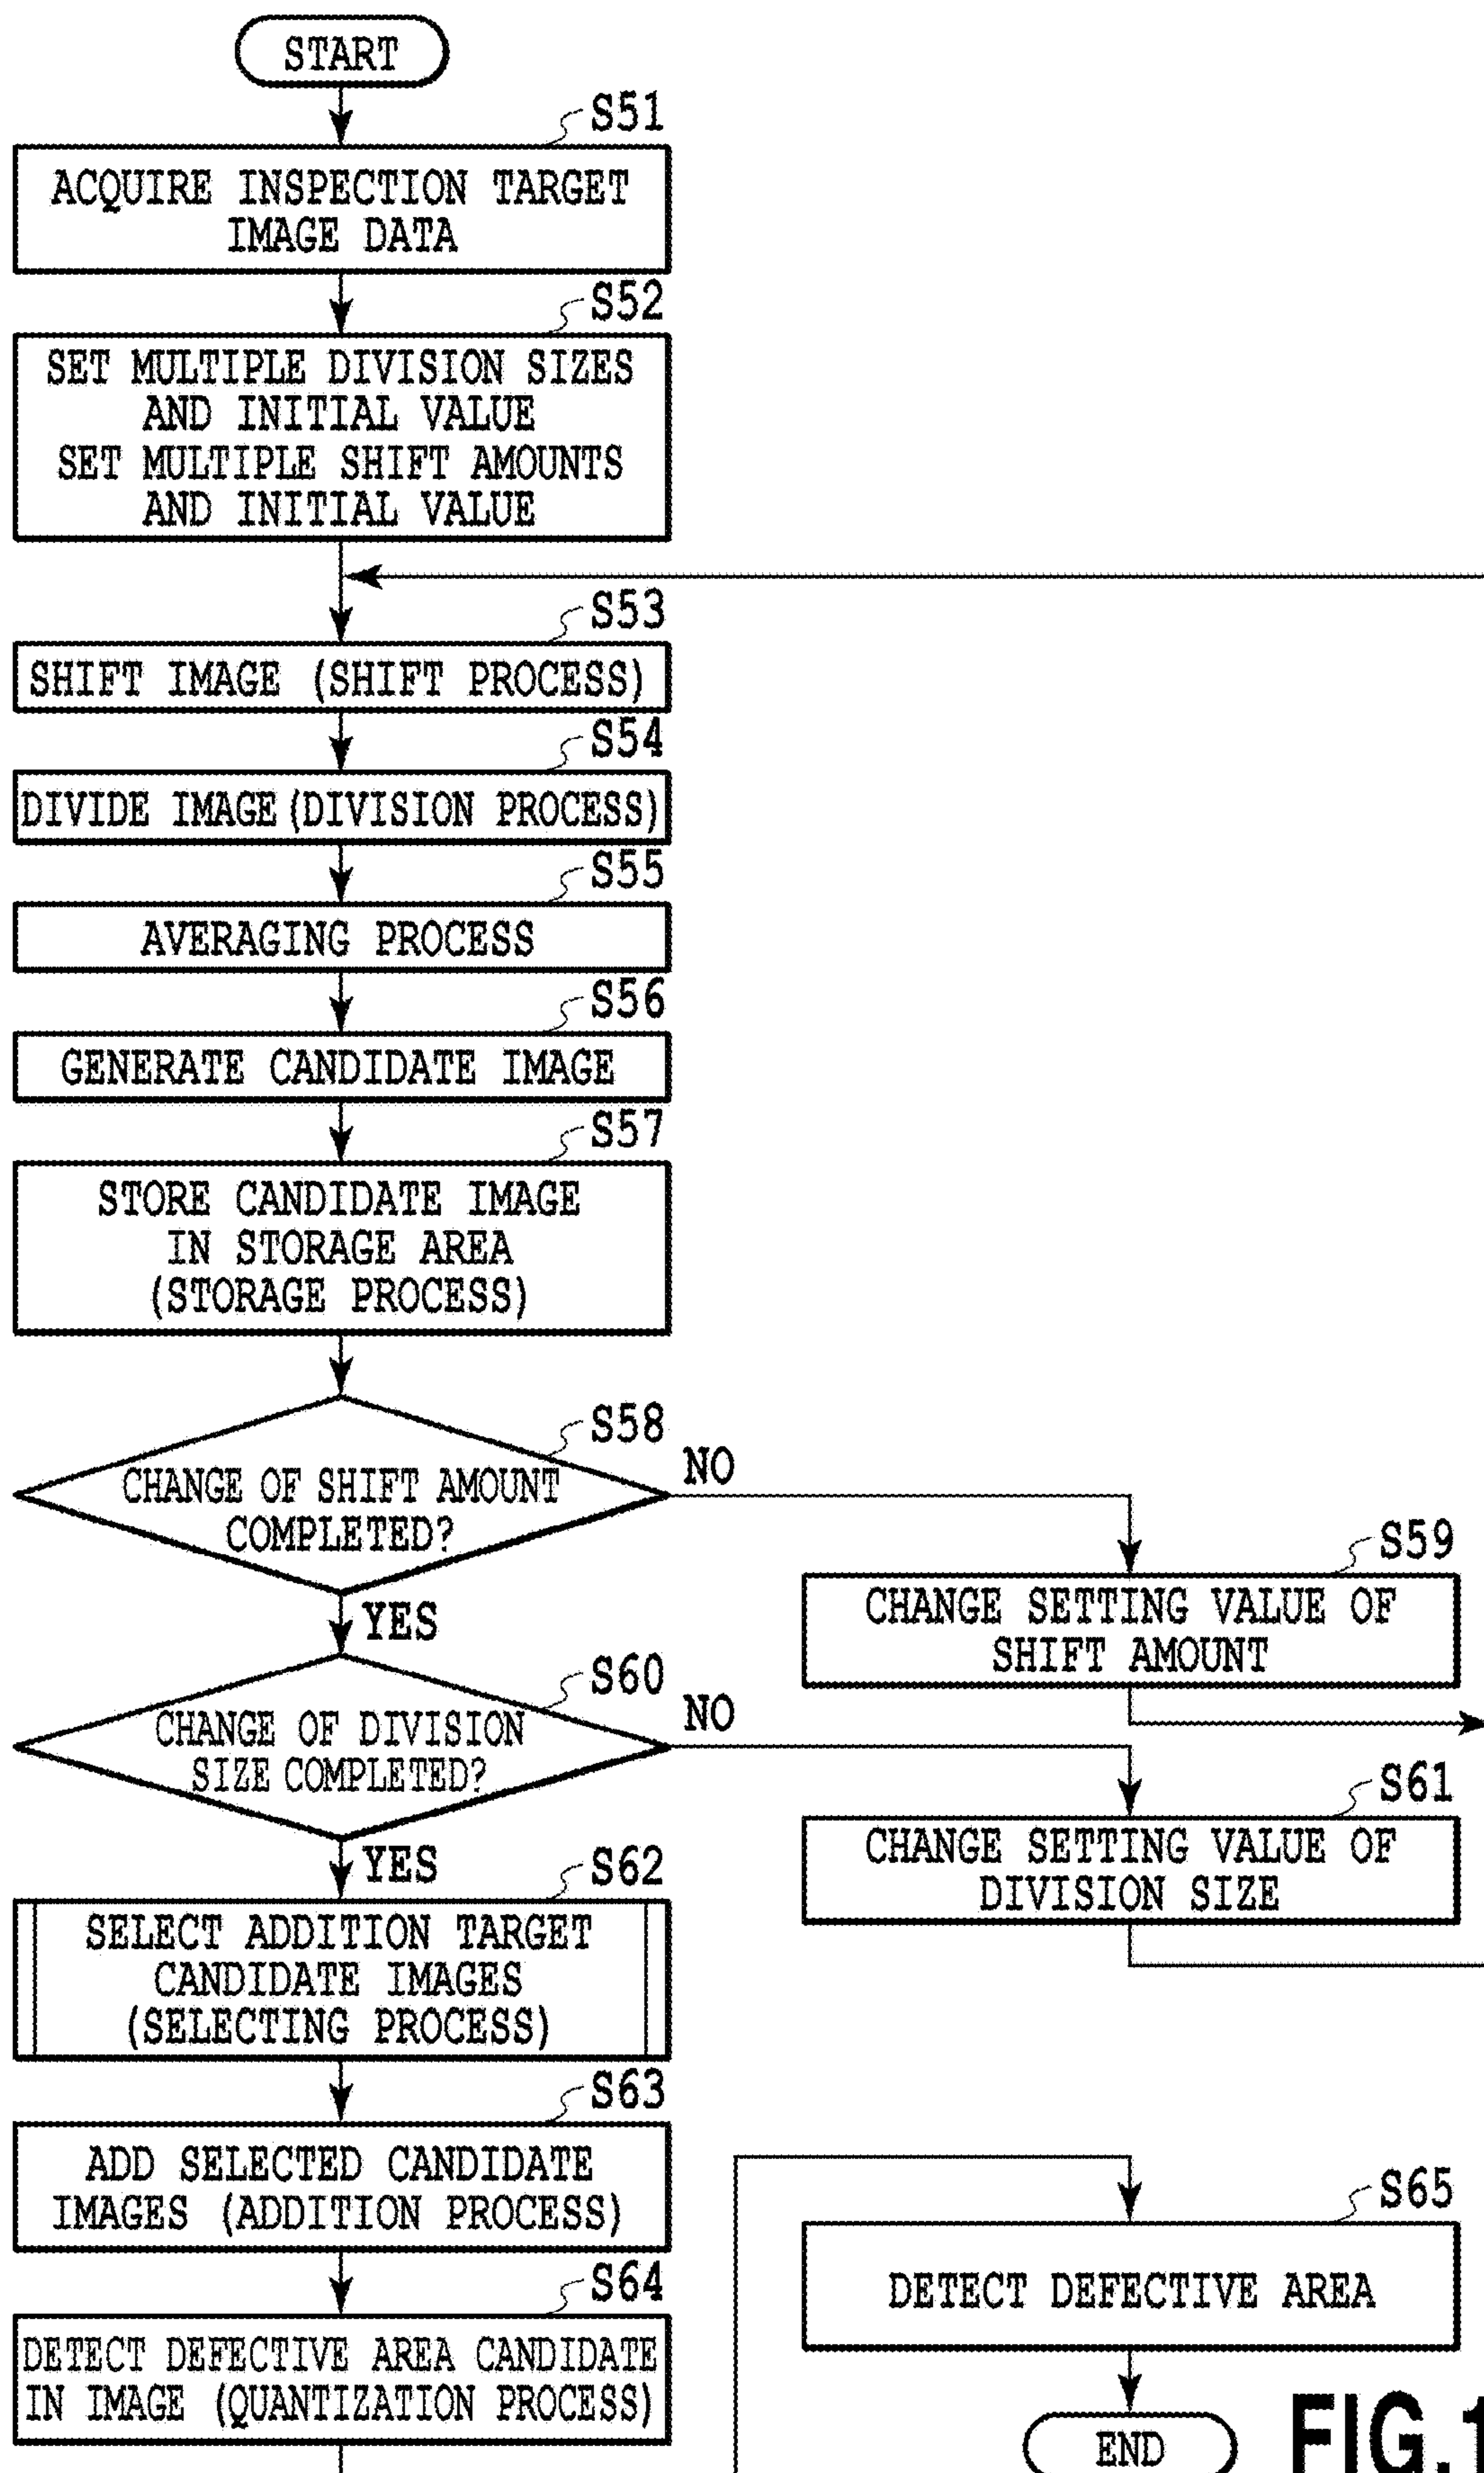 START
S51
ACQUIRE INSPECTION TARGET
IMAGE DATA
S52
SET MULTIPLE DIVISION SIZES
AND INITIAL VALUE
SET MULTIPLE SHIFT AMOUNTS
AND INITIAL VALUE
S53
SHIFT IMAGE (SHIFT PROCESS)
S54
DIVIDE IMAGE (DIVISION PROCESS)
S55
AVERAGING PROCESS
S56
GENERATE CANDIDATE IMAGE
S57
STORE CANDIDATE IMAGE
IN STORAGE AREA
(STORAGE PROCESS)
S58
CHANGE OF SHIFT AMOUNT
COMPLETED?
NO
YES
S59
CHANGE SETTING VALUE OF
SHIFT AMOUNT
S60
CHANGE OF DIVISION
SIZE COMPLETED?
NO
YES
S61
CHANGE SETTING VALUE OF
DIVISION SIZE
S62
SELECT ADDITION TARGET
CANDIDATE IMAGES
(SELECTING PROCESS)
S63
ADD SELECTED CANDIDATE
IMAGES (ADDITION PROCESS)
S64
DETECT DEFECTIVE AREA CANDIDATE
IN IMAGE (QUANTIZATION PROCESS)
S65
DETECT DEFECTIVE AREA
END
FIG.1